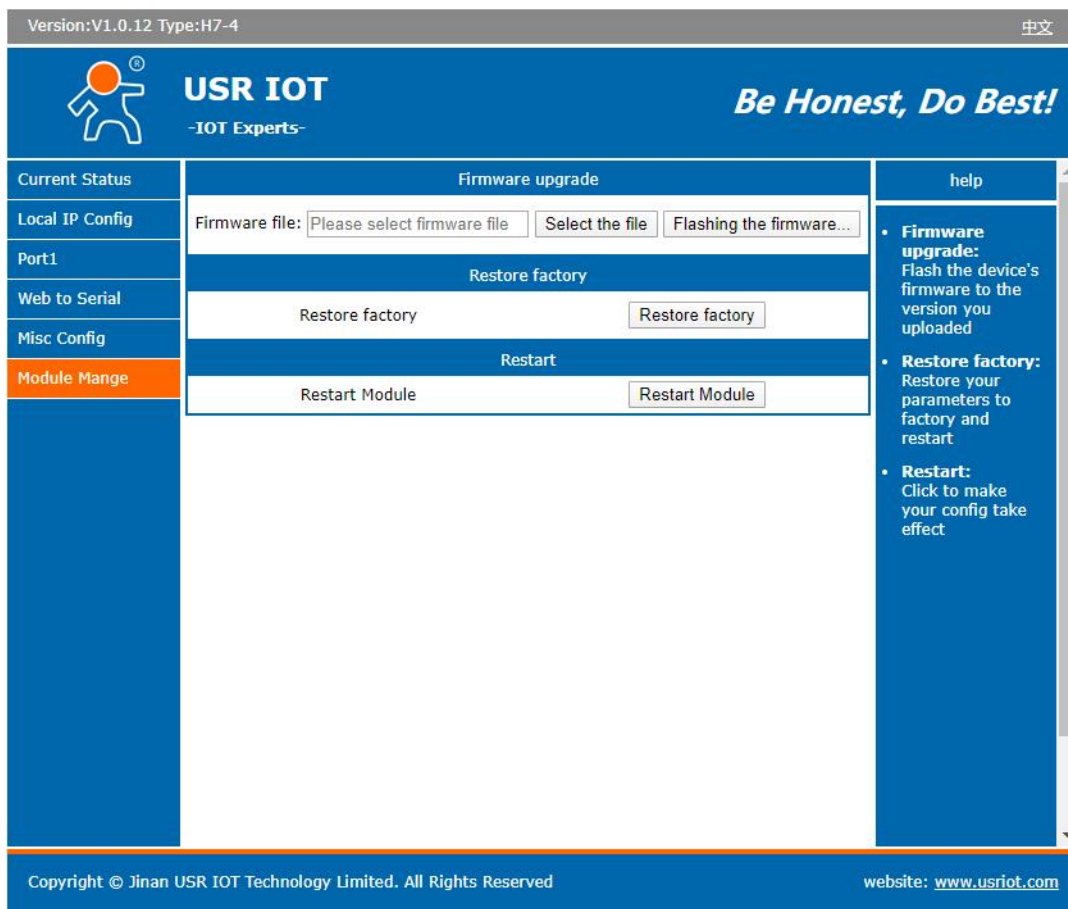 Version:V1.0.12 Type:H7-4
中文
®
USR IOT
-IOT Experts-
Be Honest, Do Best!
Current Status
Local IP Config
Port1
Web to Serial
Misc Config
Module Mange
Firmware upgrade
Firmware file: Please select firmware file Select the file Flashing the firmware...
Restore factory
Restore factory Restore factory
Restart
Restart Module Restart Module
help
• Firmware
upgrade:
Flash the device's
firmware to the
version you
uploaded
• Restore factory:
Restore your
parameters to
factory and
restart
• Restart:
Click to make
your config take
effect
Copyright © Jinan USR IOT Technology Limited. All Rights Reserved
website: www.usriot.com